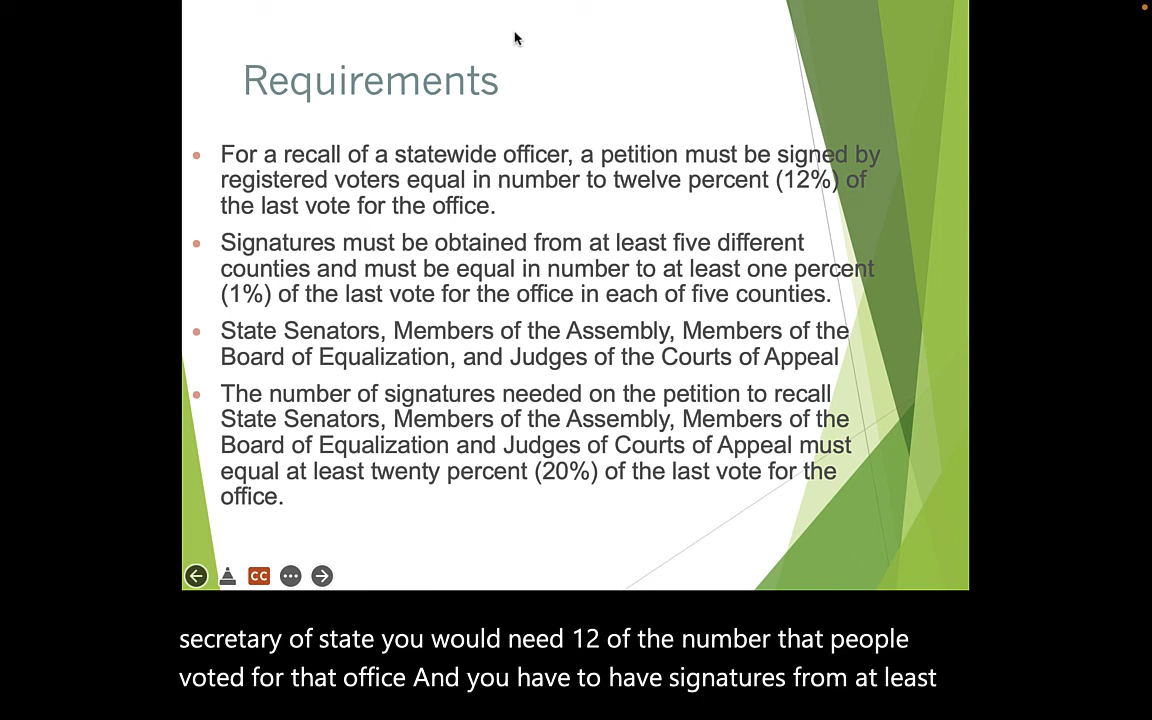 Requirements
• For a recall of a statewide officer, a petition must be signed by
registered voters equal in number to twelve percent (12%) of
the last vote for the office.
• Signatures must be obtained from at least five different
counties and must be equal in number to at least one percent
(1%) of the last vote for the office in each of five counties.
• State Senators, Members of the Assembly, Members of the
Board of Equalization, and Judges of the Courts of Appeal
• The number of signatures needed on the petition to recall
State Senators, Members of the Assembly, Members of the
Board of Equalization and Judges of Courts of Appeal must
equal at least twenty percent (20%) of the last vote for the
office.
CC
secretary of state you would need 12 of the number that people
voted for that office And you have to have signatures from at least